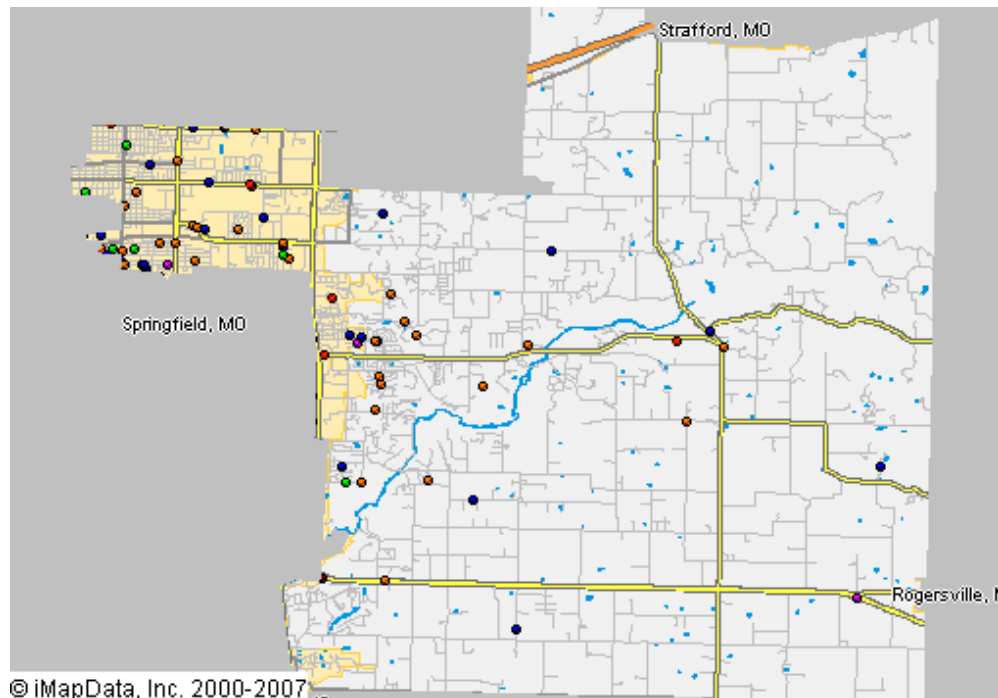 Strafford, MO
Springfield, MO
Rogersville,
© iMapData, Inc. 2000-2007